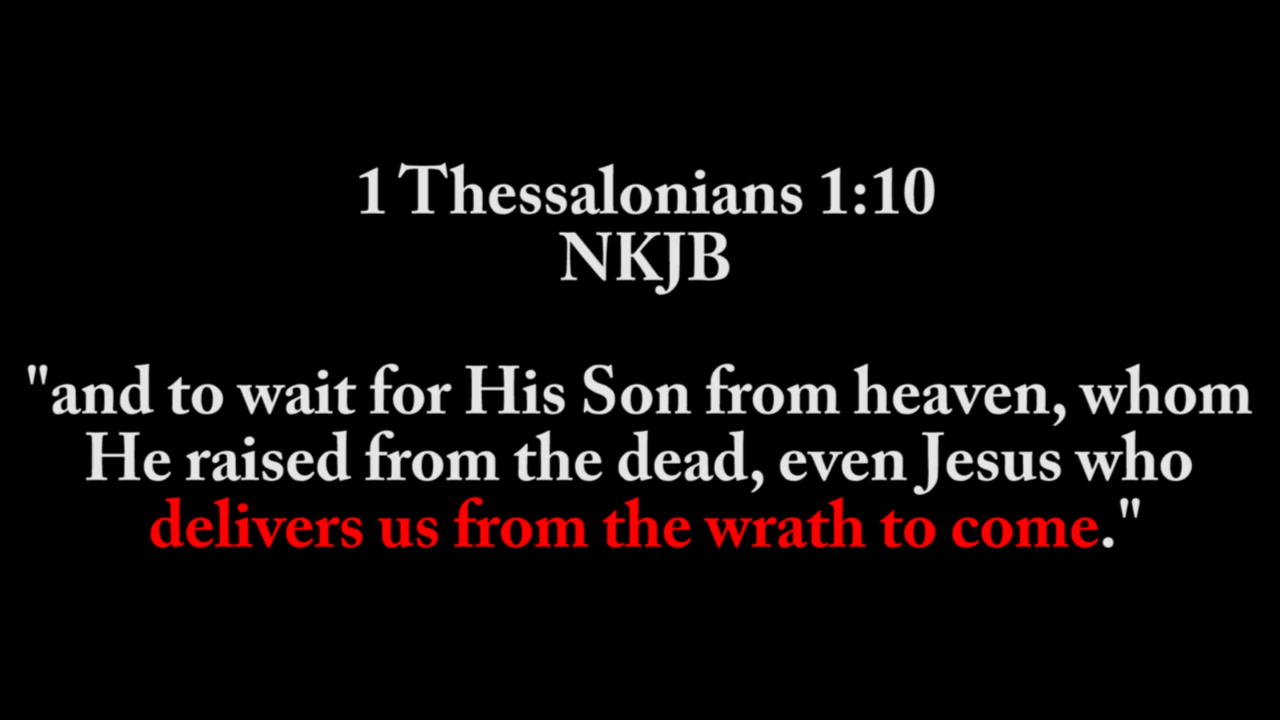 1 Thessalonians 1:10
NKJB
"and to wait for His Son from heaven, whom
He raised from the dead, even Jesus who
delivers us from the wrath to come."